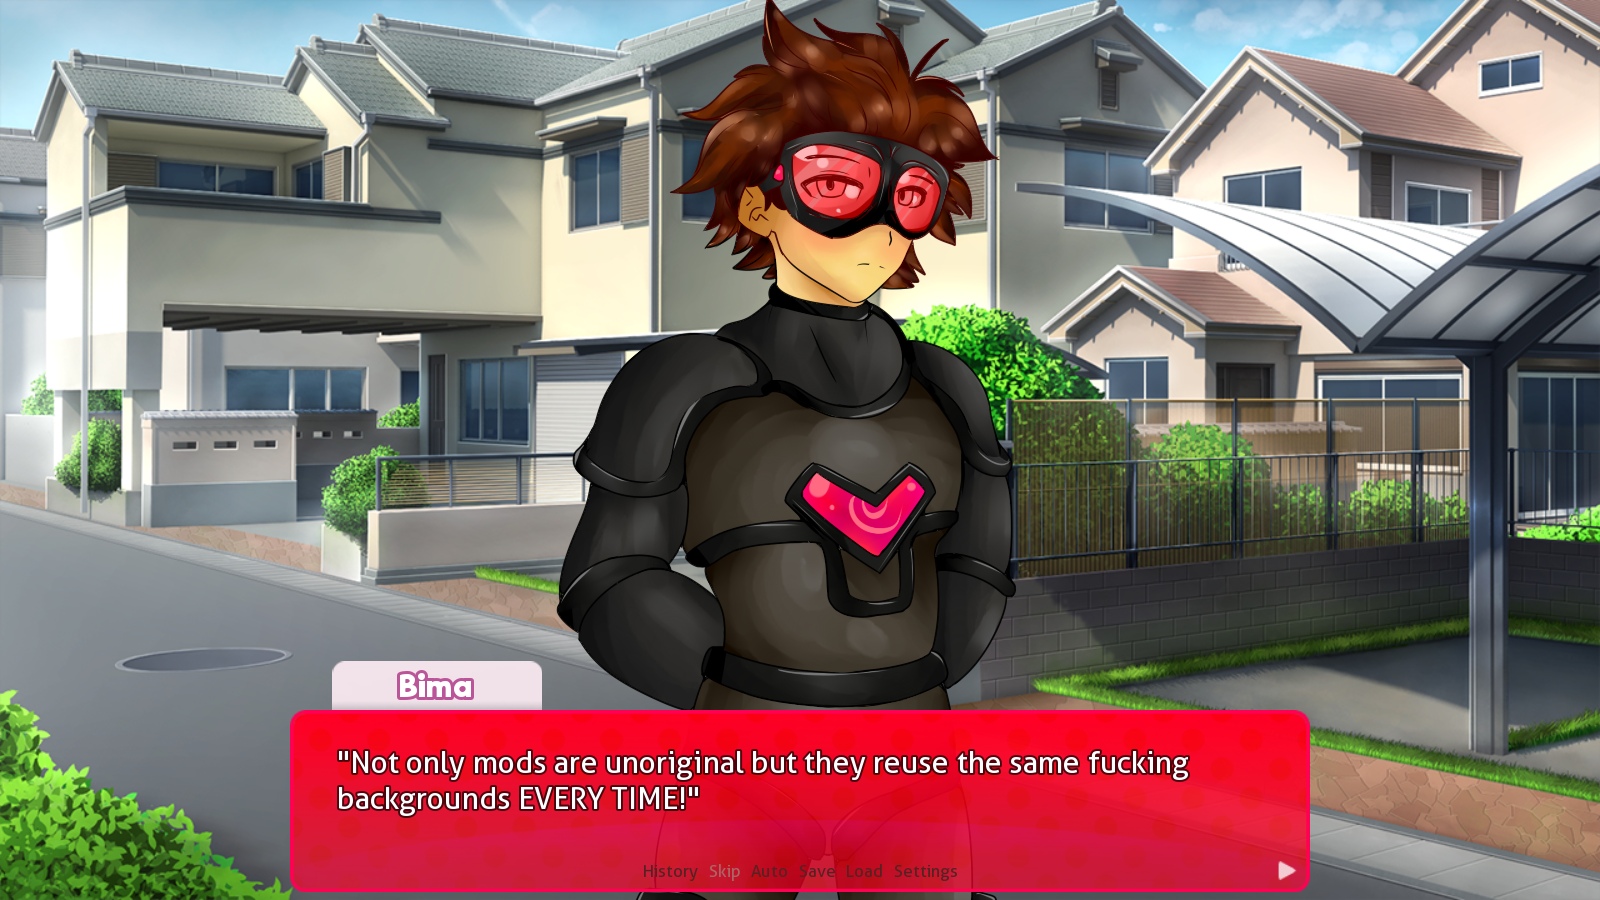 Bima
"Not only mods are unoriginal but they reuse the same fucking
backgrounds EVERY TIME!"
History Skip Auto Save Load Settings